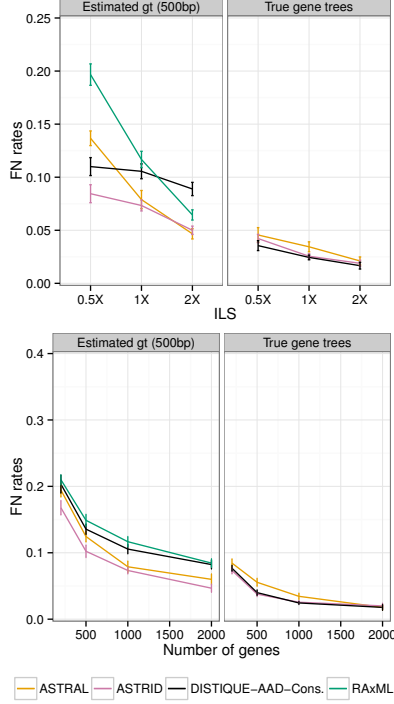 Estimated gt (500bp) True gene trees
0.25
0.20
0.15
0.10
0.05
0.00
FN rates
0.5X 1X 2X 0.5X 1X 2X
ILS
Estimated gt (500bp) True gene trees
0.4
0.3
0.2
0.1
0.0
FN rates
500 1000 1500 2000 500 1000 1500 2000
Number of genes
ASTRAL ASTRID DISTIQUE−AAD−Cons. RAxML